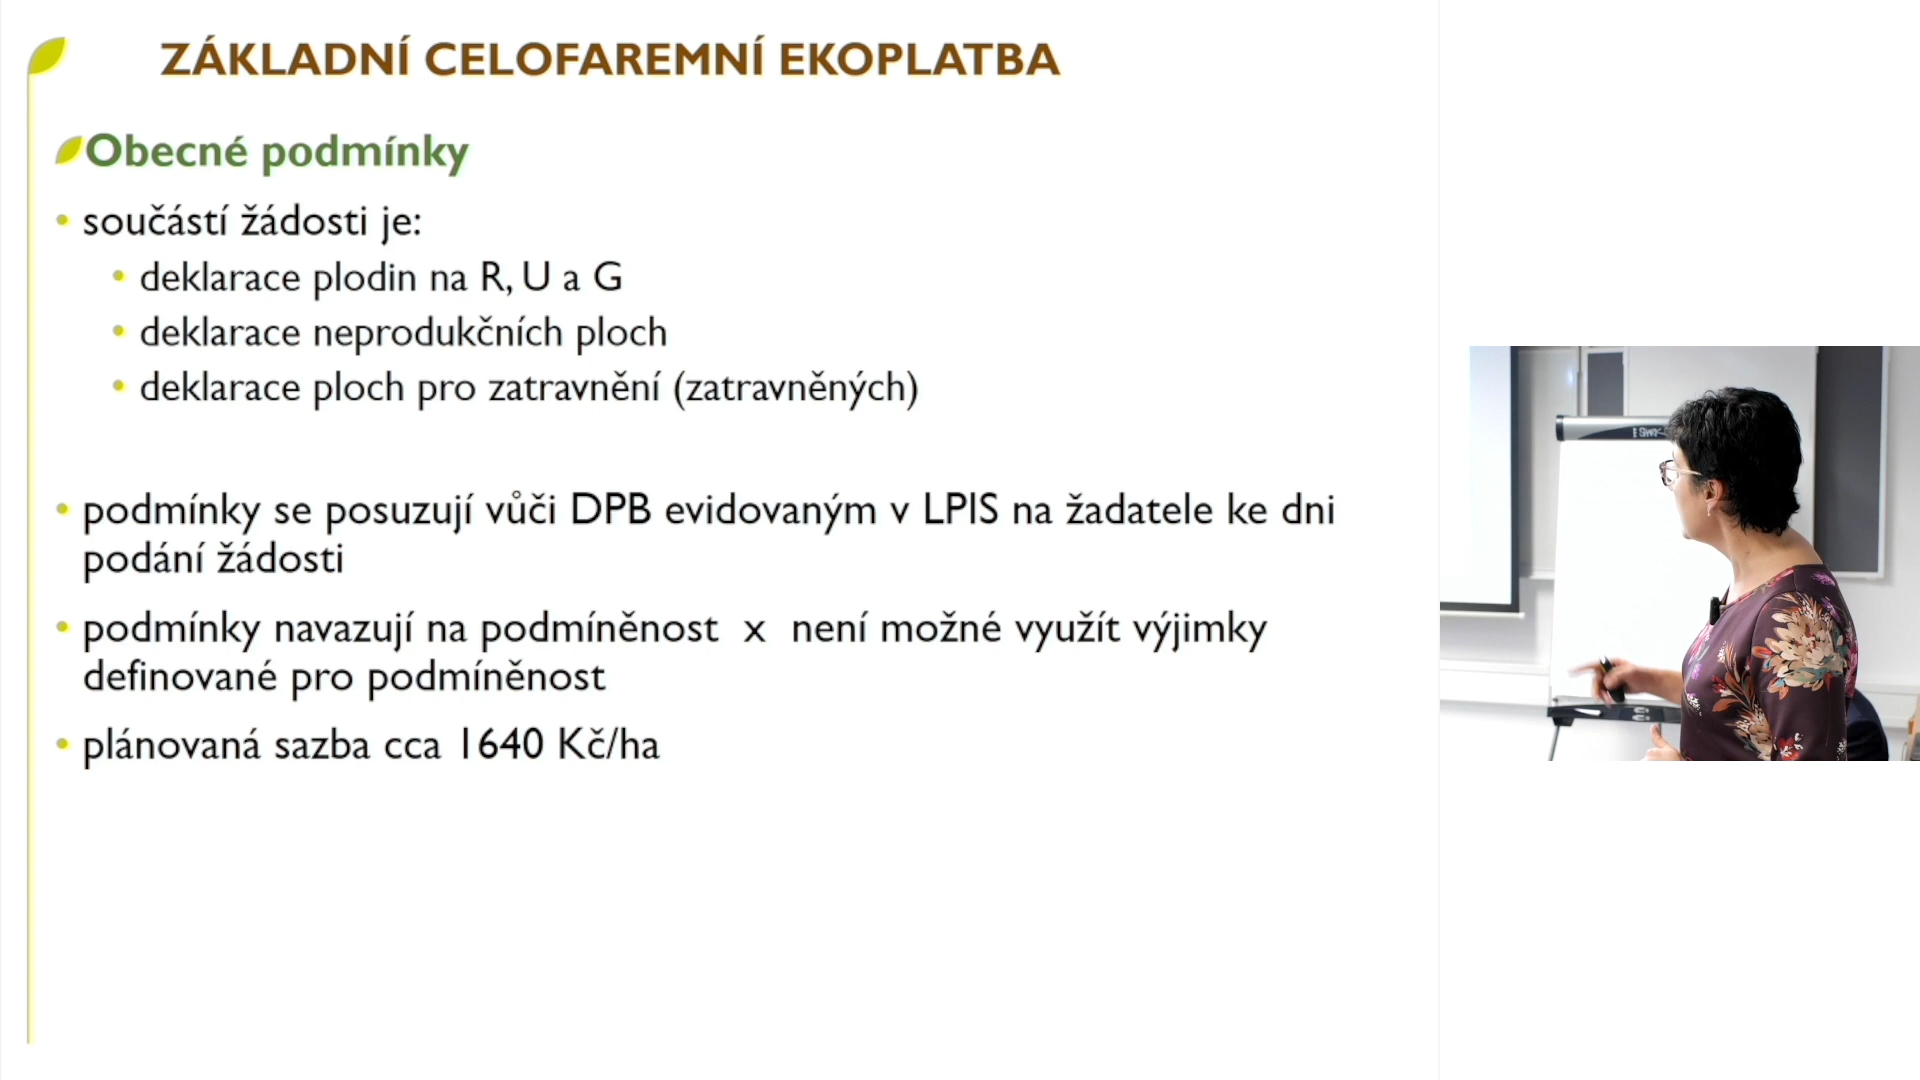 ZÁKLADNÍ CELOFAREMNÍ EKOPLATBA
Obecné podmínky
• součástí žádosti je:
• deklarace plodin na R, U a G
• deklarace neprodukčních ploch
• deklarace ploch pro zatravnění (zatravněných)
• podmínky se posuzují vůči DPB evidovaným v LPIS na žadatele ke dni
podání žádosti
• podmínky navazují na podmíněnost x není možné využít výjimky
definované pro podmíněnost
• plánovaná sazba cca 1640 Kč/ha